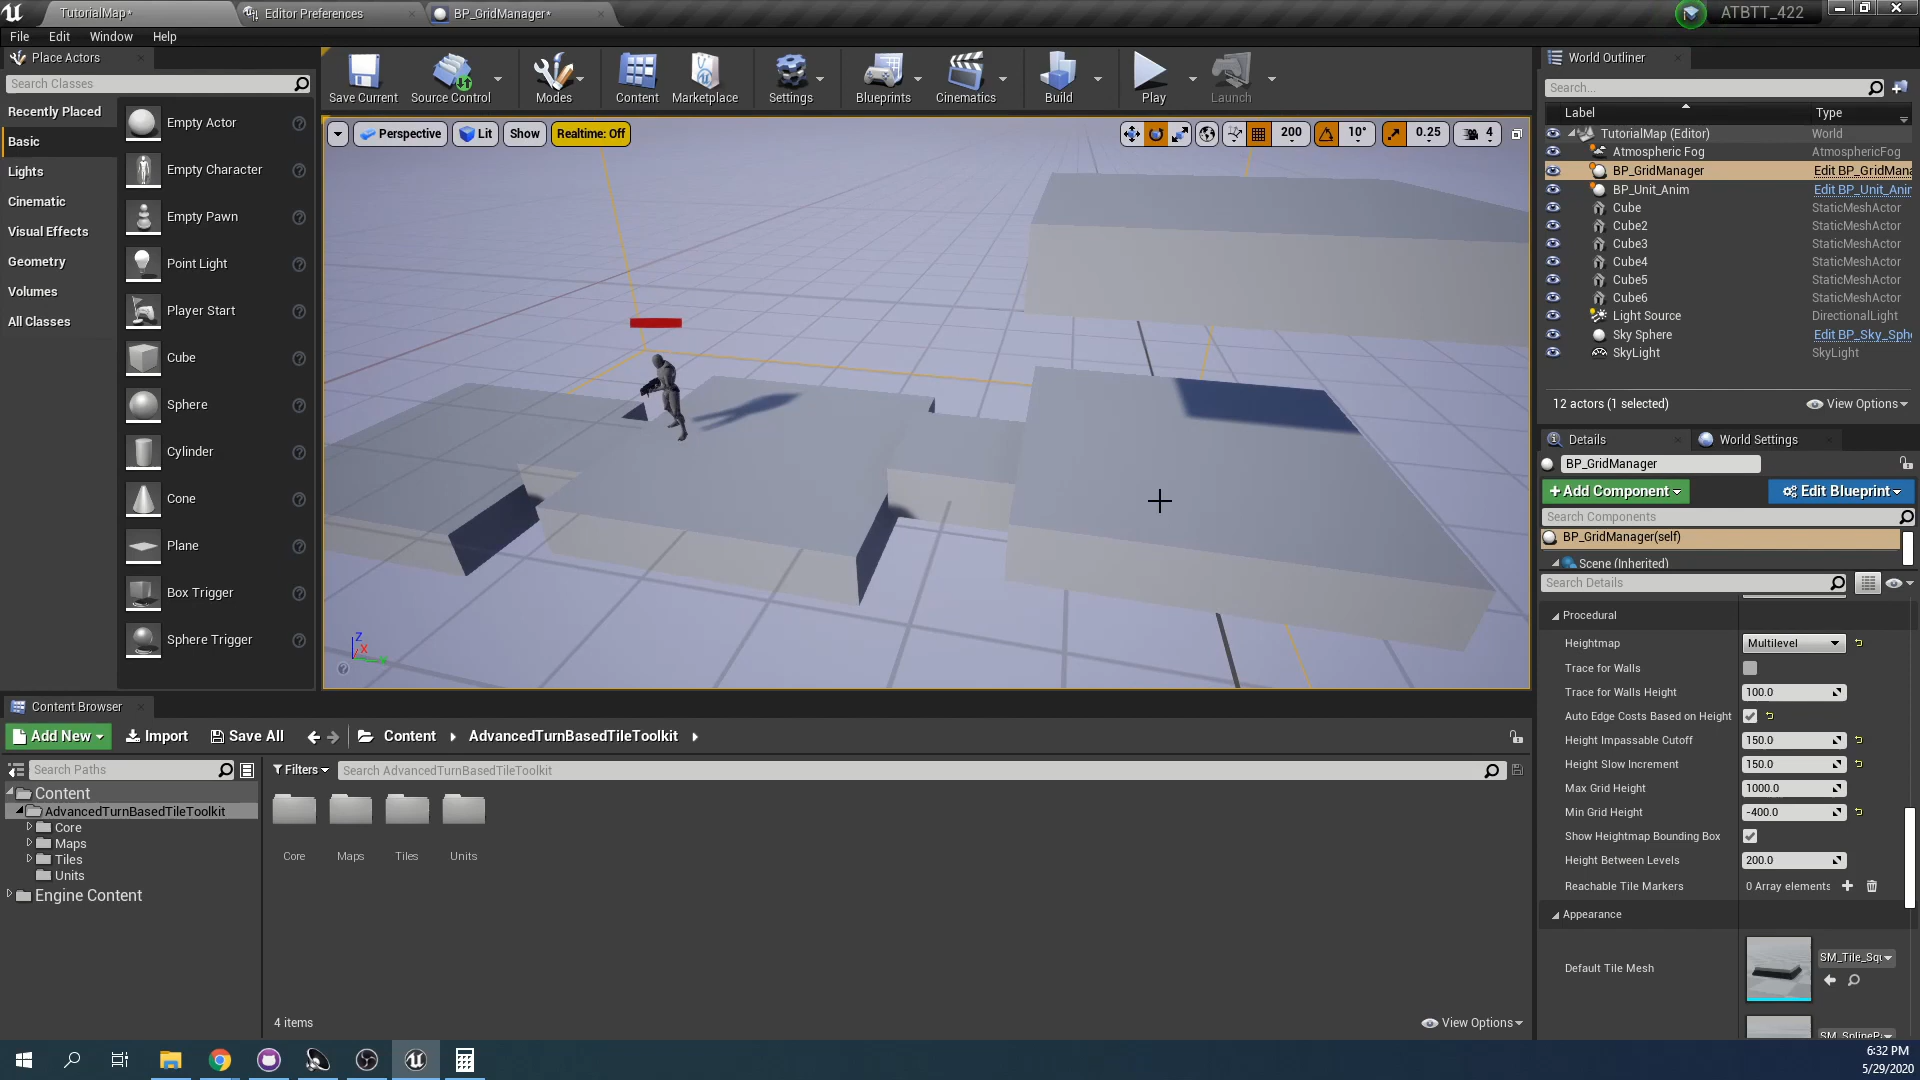 TutorialMap*
Editor Preferences
BP_GridManager*
ATBTT_422
File
Edit
Window
Help
Place Actors
Search Classes
Recently Placed
Basic
Lights
Cinematic
Visual Effects
Geometry
Volumes
All Classes
Empty Actor
Empty Character
Empty Pawn
Point Light
Player Start
Cube
Sphere
Cylinder
Cone
Plane
Box Trigger
Sphere Trigger
Save Current
Source Control
Modes
Content
Marketplace
Settings
Blueprints
Cinematics
Build
Play
Launch
Perspective
Lit
Show
Realtime: Off
200
10°
0.25
4
Z
X
World Outliner
Search...
Label
Type
TutorialMap (Editor)
World
Atmospheric Fog
AtmosphericFog
BP_GridManager
Edit BP_GridMana
BP_Unit_Anim
Edit BP_Unit_Anin
Cube
StaticMeshActor
Cube2
StaticMeshActor
Cube3
StaticMeshActor
Cube4
StaticMeshActor
Cube5
StaticMeshActor
Cube6
StaticMeshActor
Light Source
DirectionalLight
Sky Sphere
Edit BP_Sky_Sphe
SkyLight
SkyLight
12 actors (1 selected)
View Options
Details
World Settings
BP_GridManager
+Add Component
Edit Blueprint
Search Components
BP_GridManager(self)
Scene (Inherited)
Search Details
Procedural
Heightmap
Multilevel
Trace for Walls
Trace for Walls Height
100.0
Auto Edge Costs Based on Height
Height Impassable Cutoff
150.0
Height Slow Increment
150.0
Max Grid Height
1000.0
Min Grid Height
-400.0
Show Heightmap Bounding Box
Height Between Levels
200.0
Reachable Tile Markers
0 Array elements
Appearance
Default Tile Mesh
SM_Tile_Squ
SM_SplineP
Content Browser
Add New
Import
Save All
Content
AdvancedTurnBasedTileToolkit
Search Paths
Filters
Search AdvancedTurnBasedTileToolkit
Content
AdvancedTurnBasedTileToolkit
Core
Maps
Tiles
Units
Engine Content
Core
Maps
Tiles
Units
4 items
View Options
6:32 PM
5/29/2020